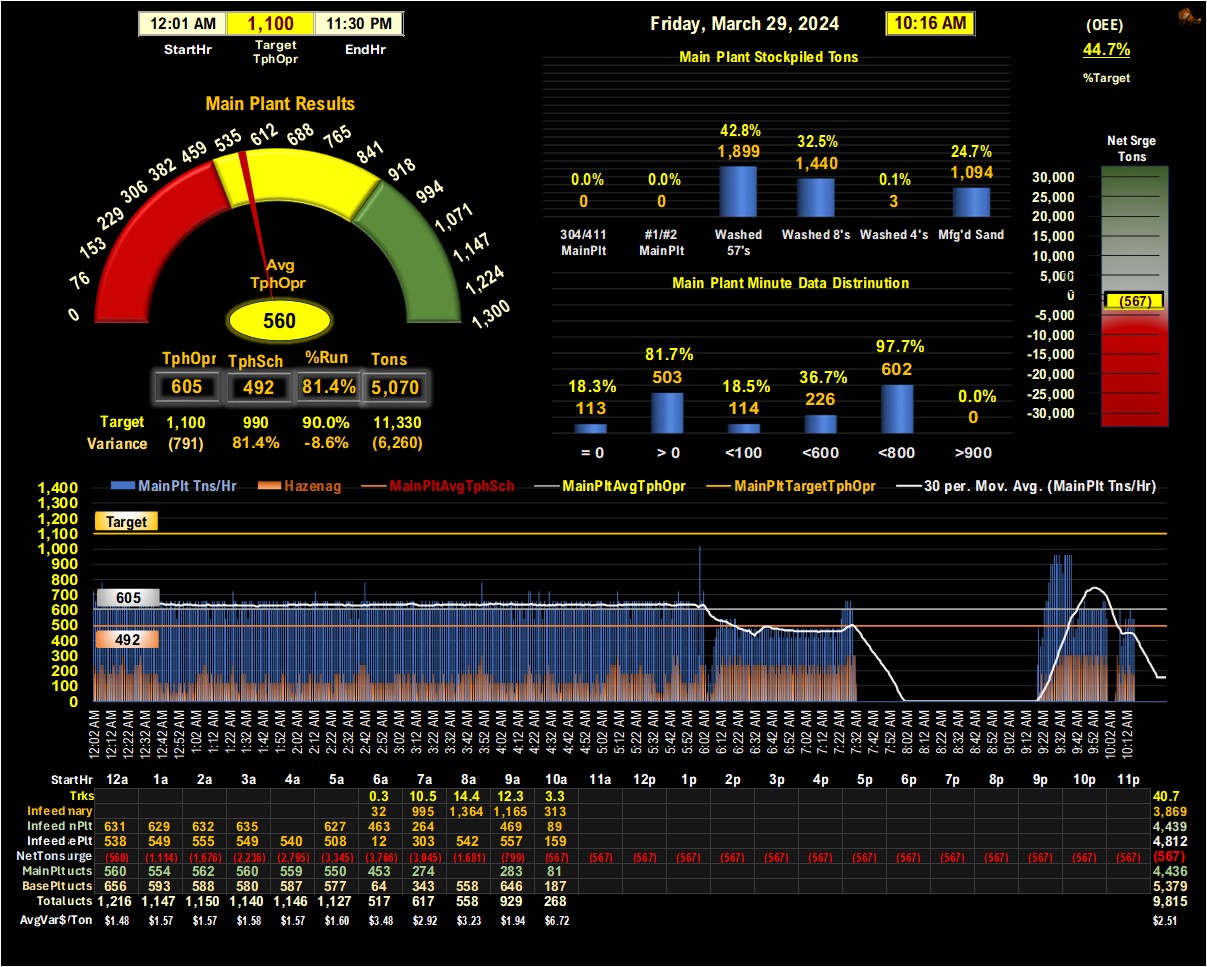 12:01 AM 1,100 11:30 PM
StartHr Target TphOpr EndHr
Friday, March 29, 2024 10:16 AM
(OEE)
44.7%
%Target
Main Plant Results
0 76 153 229 306 382 459 535 612 688 765 841 918 994 1,071 1,147 1,224 1,300
Avg
TphOpr
560
TphOpr TphSch %Run Tons
605 492 81.4% 5,070
Target 1,100 990 90.0% 11,330
Variance (791) 81.4% -8.6% (6,260)
Main Plant Stockpiled Tons
0.0% 0.0% 42.8% 32.5% 0.1% 24.7%
0 0 1,899 1,440 3 1,094
304/411 MainPlt #1/#2 MainPlt Washed 57's Washed 8's Washed 4's Mfg'd Sand
Main Plant Minute Data Distrinution
18.3% 81.7% 18.5% 36.7% 97.7% 0.0%
113 503 114 226 602 0
= 0 > 0 <100 <600 <800 >900
Net Srge
Tons
30,000
25,000
20,000
15,000
10,000
5,000
0
(567)
-5,000
-10,000
-15,000
-20,000
-25,000
-30,000
MainPlt Tns/Hr Hazenag MainPltAvgTphSch MainPltAvgTphOpr MainPltTargetTphOpr 30 per. Mov. Avg. (MainPlt Tns/Hr)
1,400
1,300
1,200
Target
1,100
1,000
900
800
700
605
600
500
492
400
300
200
100
0
12:02 AM 12:12 AM 12:22 AM 12:32 AM 12:42 AM 12:52 AM 1:02 AM 1:12 AM 1:22 AM 1:32 AM 1:42 AM 1:52 AM 2:02 AM 2:12 AM 2:22 AM 2:32 AM 2:42 AM 2:52 AM 3:02 AM 3:12 AM 3:22 AM 3:32 AM 3:42 AM 3:52 AM 4:02 AM 4:12 AM 4:22 AM 4:32 AM 4:42 AM 4:52 AM 5:02 AM 5:12 AM 5:22 AM 5:32 AM 5:42 AM 5:52 AM 6:02 AM 6:12 AM 6:22 AM 6:32 AM 6:42 AM 6:52 AM 7:02 AM 7:12 AM 7:22 AM 7:32 AM 7:42 AM 7:52 AM 8:02 AM 8:12 AM 8:22 AM 8:32 AM 8:42 AM 8:52 AM 9:02 AM 9:12 AM 9:22 AM 9:32 AM 9:42 AM 9:52 AM 10:02 AM 10:12 AM
StartHr 12a 1a 2a 3a 4a 5a 6a 7a 8a 9a 10a 11a 12p 1p 2p 3p 4p 5p 6p 7p 8p 9p 10p 11p
Trks 0.3 10.5 14.4 12.3 3.3 40.7
Infeed nary 32 995 1,364 1,165 313 3,869
Infeed nPlt 631 629 632 635 627 463 264 469 89 4,439
Infeed ePlt 538 549 555 549 540 508 12 303 542 557 159 4,812
NetTons urge (560) (1,114) (1,676) (2,236) (2,795) (3,345) (3,766) (3,045) (1,681) (799) (567) (567) (567) (567) (567) (567) (567) (567) (567) (567) (567) (567) (567) (567) (567)
MainPlt ucts 560 554 562 560 559 550 453 274 283 81 4,436
BasePlt ucts 656 593 588 580 587 577 64 343 558 646 187 5,379
Total ucts 1,216 1,147 1,150 1,140 1,146 1,127 517 617 558 929 268 9,815
AvgVar$/Ton $1.48 $1.57 $1.57 $1.58 $1.57 $1.60 $3.48 $2.92 $3.23 $1.94 $6.72 $2.51